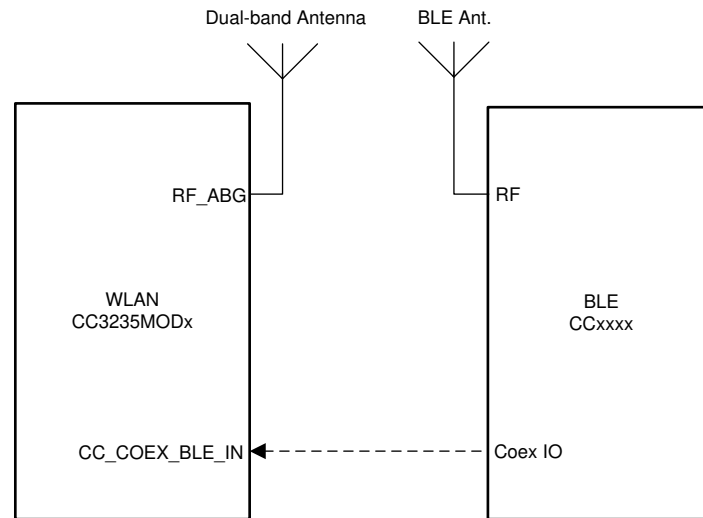 Dual-band Antenna
BLE Ant.
RF_ABG
RF
WLAN
CC3235MODx
BLE
CCxxxx
CC_COEX_BLE_IN
Coex IO